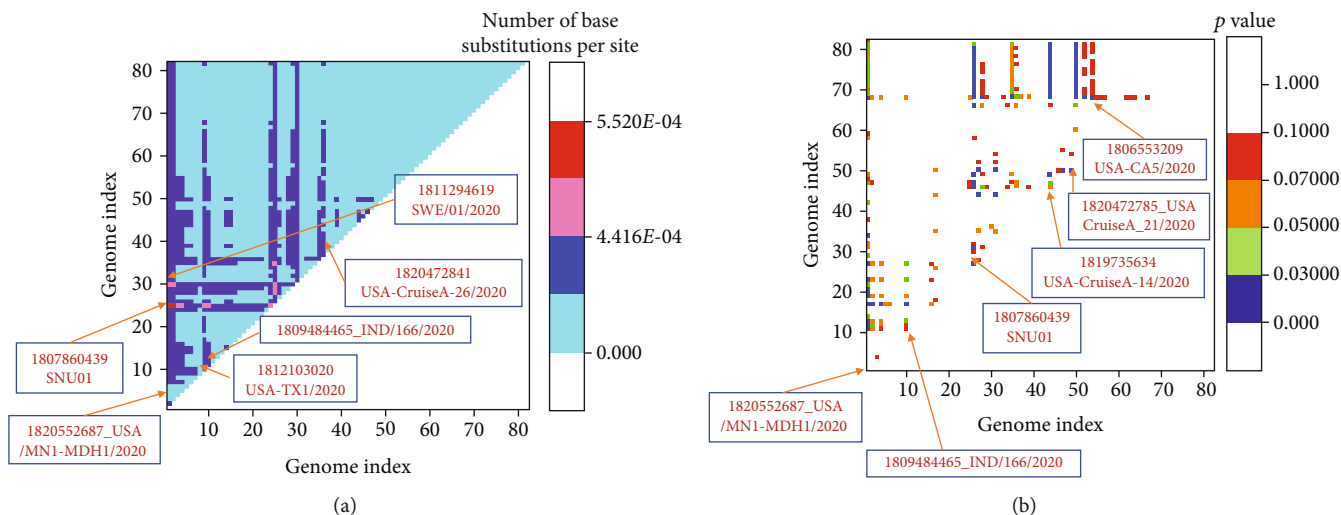 Number of base
substitutions per site
80
70
60
50
40
30
20
10
Genome index
10 20 30 40 50 60 70 80
Genome index
5.520E-04
4.416E-04
0.000
1811294619
SWE/01/2020
1820472841
USA-CruiseA-26/2020
1809484465_IND/166/2020
1812103020
USA-TX1/2020
1807860439
SNU01
1820552687_USA
/MN1-MDH1/2020
(a)
p value
80
70
60
50
40
30
20
10
Genome index
10 20 30 40 50 60 70 80
Genome index
1.000
0.1000
0.07000
0.05000
0.03000
0.000
1806553209
USA-CA5/2020
1820472785_USA
CruiseA_21/2020
1819735634
USA-CruiseA-14/2020
1807860439
SNU01
1820552687_USA
/MN1-MDH1/2020
1809484465_IND/166/2020
(b)